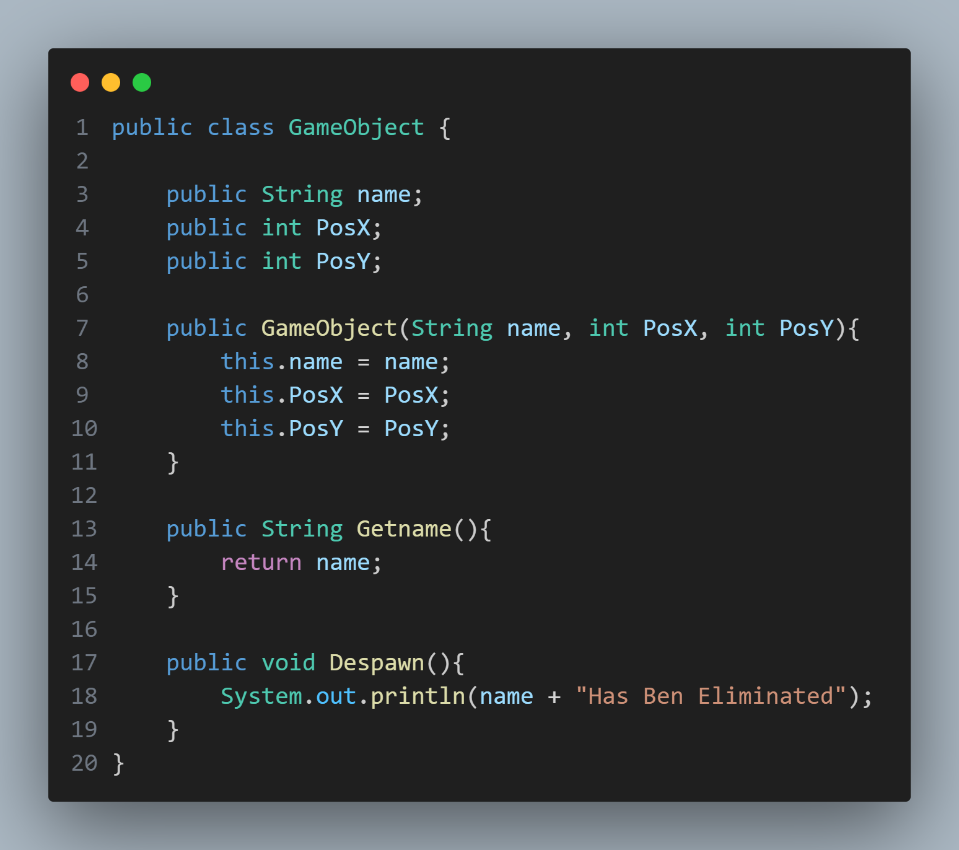 1 public class GameObject {
2
3     public String name;
4     public int PosX;
5     public int PosY;
6
7     public GameObject(String name, int PosX, int PosY){
8         this.name = name;
9         this.PosX = PosX;
10         this.PosY = PosY;
11     }
12
13     public String Getname(){
14         return name;
15     }
16
17     public void Despawn(){
18         System.out.println(name + "Has Ben Eliminated");
19     }
20 }